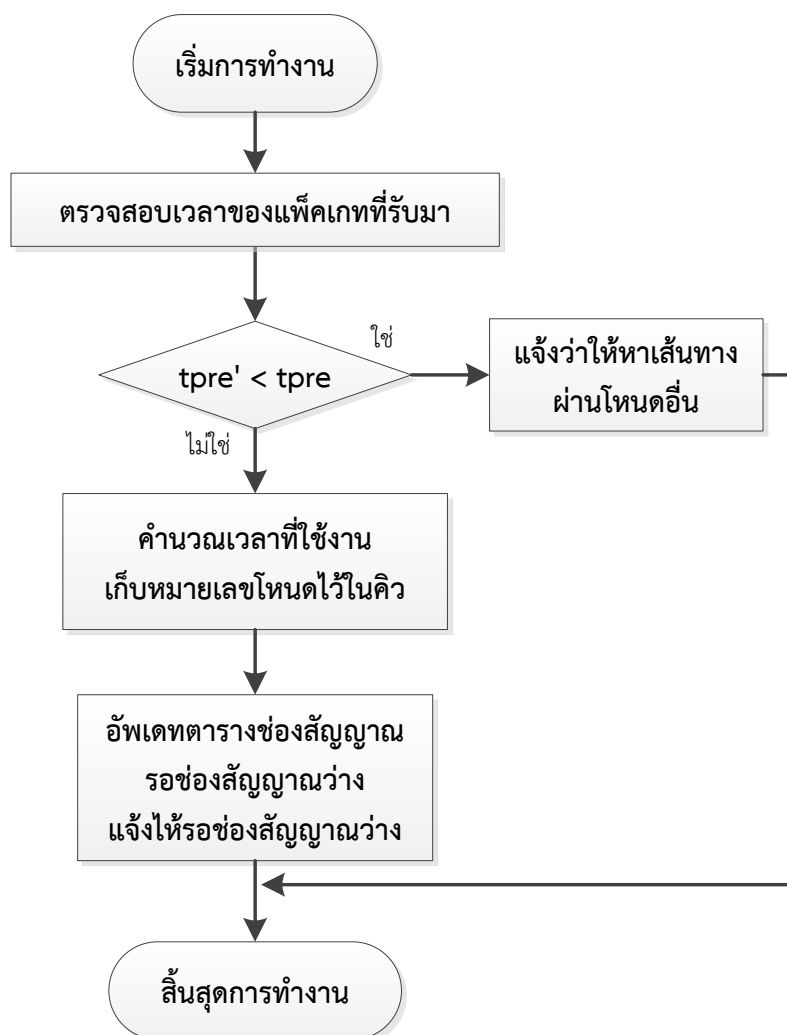 เริ่มการทำงาน
ตรวจสอบเวลาของแพ็คเกทที่รับมา
tpre' < tpre
ใช่
แจ้งว่าให้หาเส้นทาง
ผ่านโหนดอื่น
ไม่ใช่
คำนวณเวลาที่ใช้งาน
เก็บหมายเลขโหนดไว้ในคิว
อัพเดทตารางช่องสัญญาณ
รอช่องสัญญาณว่าง
แจ้งไห้รอช่องสัญญาณว่าง
สิ้นสุดการทำงาน